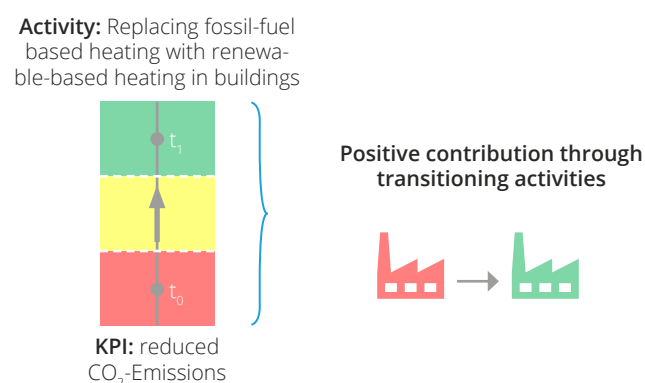 Activity: Replacing fossil-fuel
based heating with renewa-
ble-based heating in buildings
t₁
Positive contribution through
transitioning activities
t₀
KPI: reduced
CO₂-Emissions